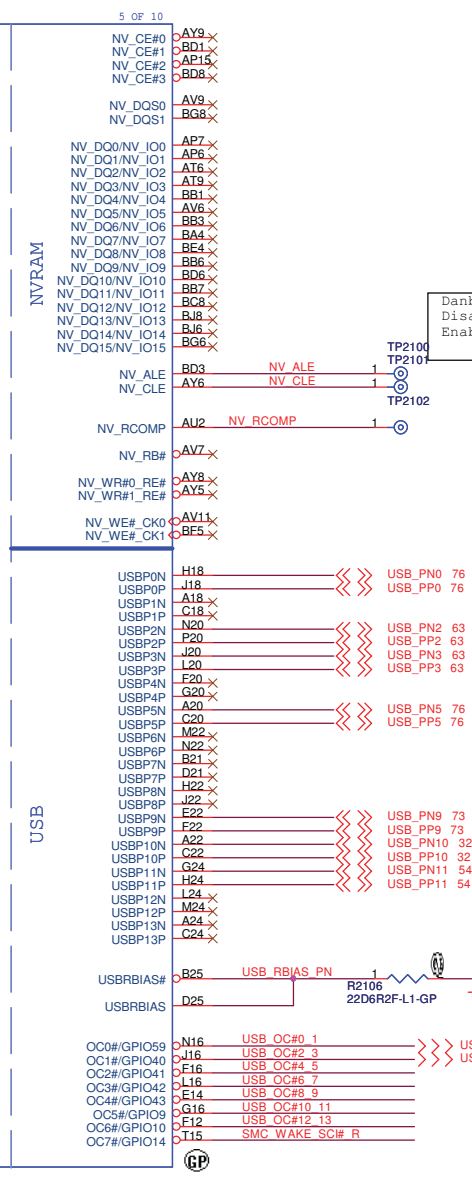 5 OF 10
NV_CE#0 AY9
NV_CE#1 BD1
NV_CE#2 AP15
NV_CE#3 BD8
NV_DQS0 AV9
NV_DQS1 BG8
NV_DQ0/NV_IO0 AP7
NV_DQ1/NV_IO1 AP6
NV_DQ2/NV_IO2 AT6
NV_DQ3/NV_IO3 AT9
NV_DQ4/NV_IO4 BB1
NV_DQ5/NV_IO5 AV6
NV_DQ6/NV_IO6 BB3
NV_DQ7/NV_IO7 BA4
NV_DQ8/NV_IO8 BE4
NV_DQ9/NV_IO9 BB6
NV_DQ10/NV_IO10 BD6
NV_DQ11/NV_IO11 BB7
NV_DQ12/NV_IO12 BC8
NV_DQ13/NV_IO13 BJ8
NV_DQ14/NV_IO14 BJ6
NV_DQ15/NV_IO15 BG6
NVRAM
Danb
Disa
Enab
TP2100
TP2101
NV_ALE BD3 NV_ALE 1
NV_CLE AY6 NV_CLE 1
TP2102
NV_RCOMP AU2 NV_RCOMP 1
NV_RB# AV7
NV_WR#0_RE# AY8
NV_WR#1_RE# AY5
NV_WE#_CK0 AV11
NV_WE#_CK1 BF5
USBP0N H18 USB_PN0 76
USBP0P J18 USB_PP0 76
USBP1N A18
USBP1P C18
USBP2N N20 USB_PN2 63
USBP2P P20 USB_PP2 63
USBP3N J20 USB_PN3 63
USBP3P L20 USB_PP3 63
USBP4N F20
USBP4P G20
USBP5N A20 USB_PN5 76
USBP5P C20 USB_PP5 76
USBP6N M22
USBP6P N22
USBP7N B21
USBP7P D21
USBP8N H22
USBP8P J22
USBP9N E22 USB_PN9 73
USBP9P F22 USB_PP9 73
USBP10N A22 USB_PN10 32
USBP10P C22 USB_PP10 32
USBP11N G24 USB_PN11 54
USBP11P H24 USB_PP11 54
USBP12N L24
USBP12P M24
USBP13N A24
USBP13P C24
USB
USBRBIAS# B25 USB_RBIAS_PN 1
R2106
22D6R2F-L1-GP
USBRBIAS D25
OC0#/GPIO59 N16 USB_OC#0_1 US
OC1#/GPIO40 J16 USB_OC#2_3 US
OC2#/GPIO41 F16 USB_OC#4_5
OC3#/GPIO42 L16 USB_OC#6_7
OC4#/GPIO43 E14 USB_OC#8_9
OC5#/GPIO9 G16 USB_OC#10_11
OC6#/GPIO10 F12 USB_OC#12_13
OC7#/GPIO14 T15 SMC_WAKE_SCI#_R
GP